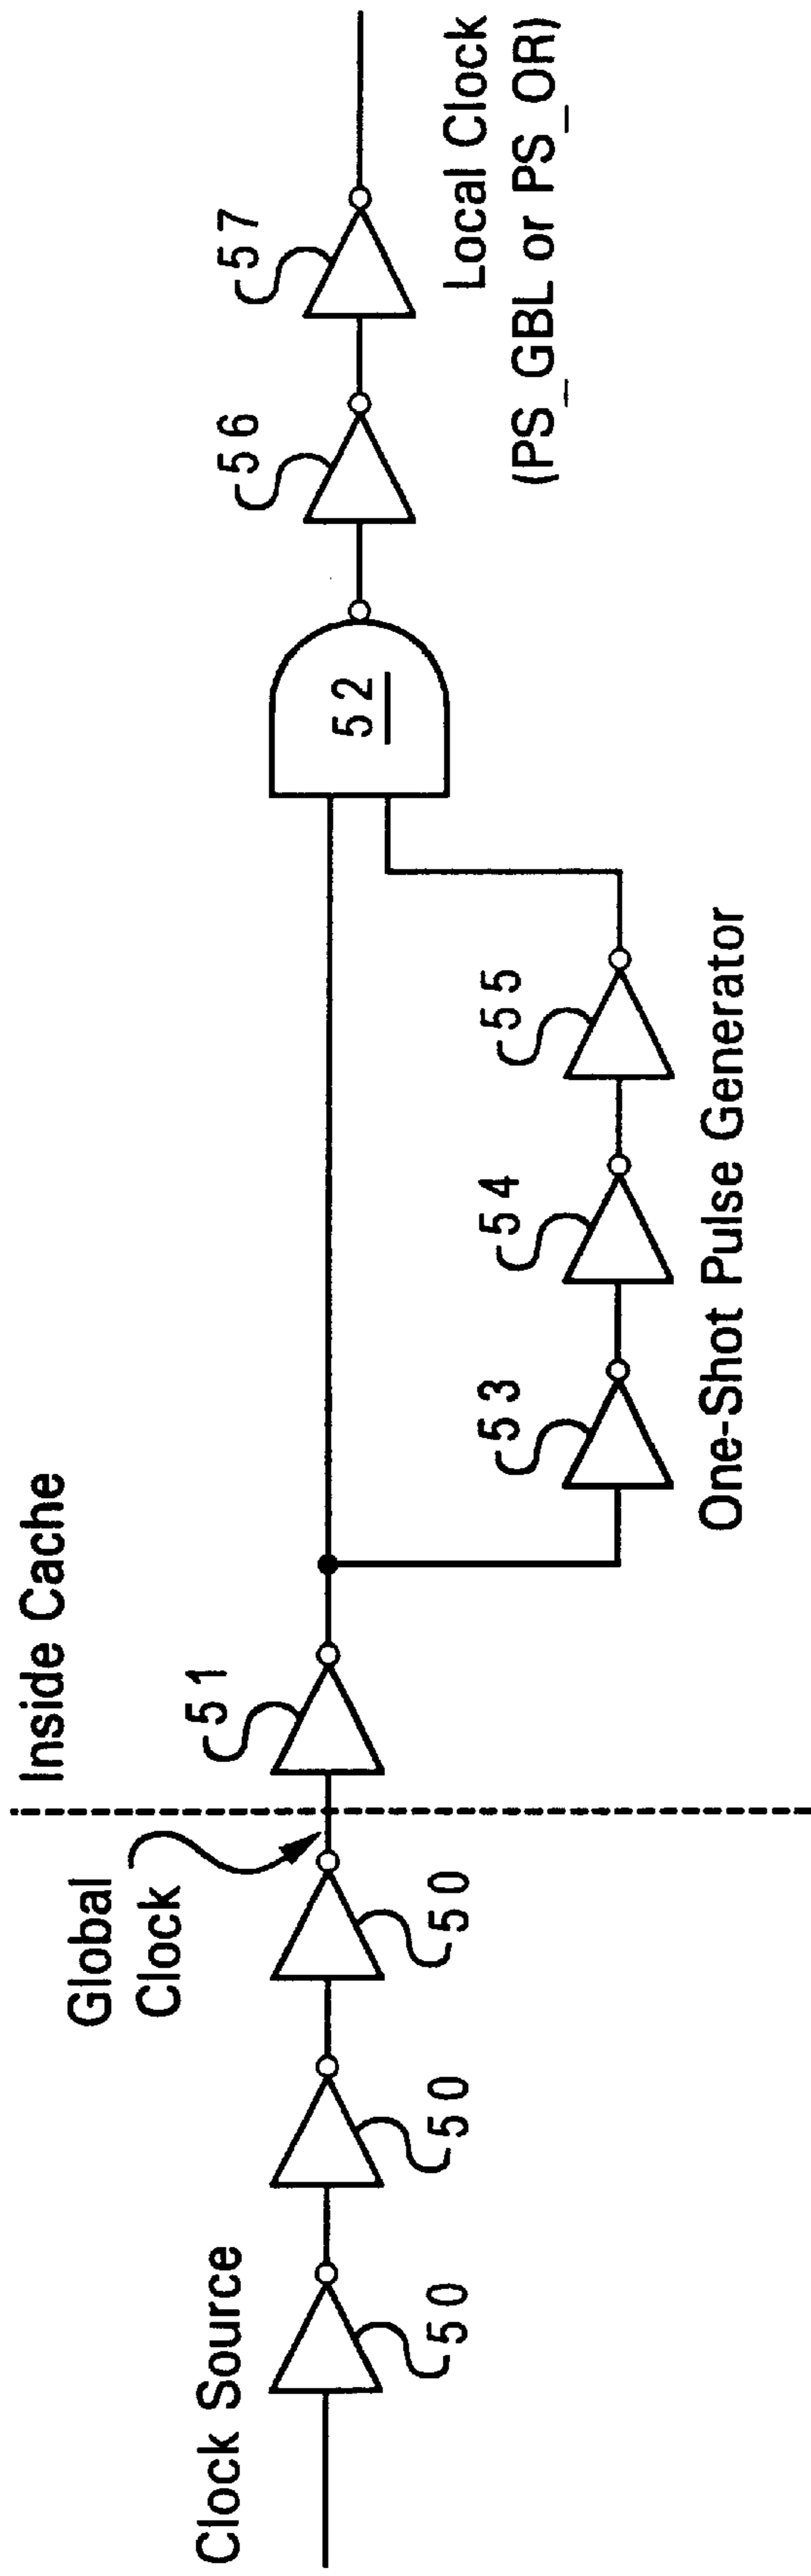 Inside Cache
Clock Source
Global
Clock
50
50
50
51
52
53
54
55
56
57
One-Shot Pulse Generator
Local Clock
(PS_GBL or PS_OR)